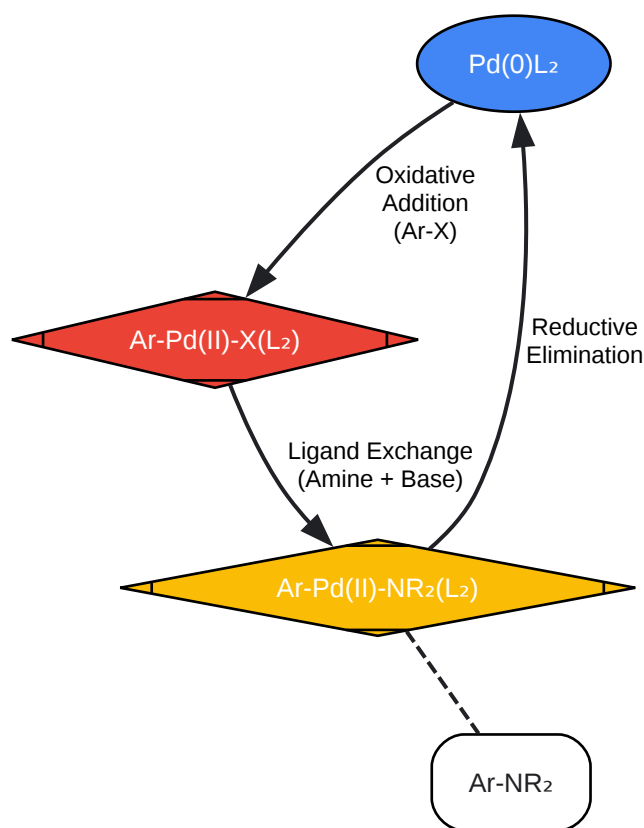 Pd(0)L₂
Oxidative
Addition
(Ar-X)
Ar-Pd(II)-X(L₂)
Reductive
Elimination
Ligand Exchange
(Amine + Base)
Ar-Pd(II)-NR₂(L₂)
Ar-NR₂